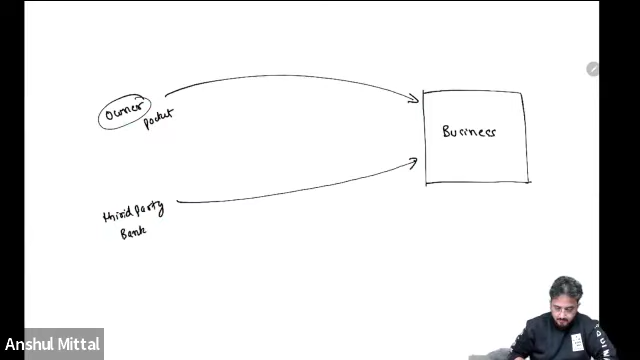 Owner
pocket
Business
third party
Bank
Anshul Mittal